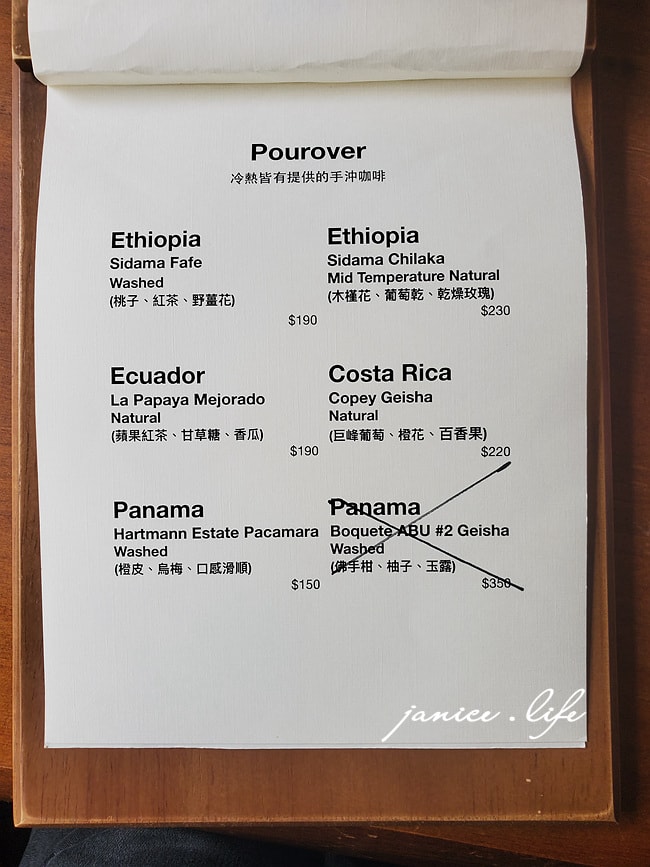 Pourover
冷熱皆有提供的手沖咖啡
Ethiopia
Sidama Fafe
Washed
(桃子、紅茶、野薑花)
$190
Ethiopia
Sidama Chilaka
Mid Temperature Natural
(木槿花、葡萄乾、乾燥玫瑰)
$230
Ecuador
La Papaya Mejorado
Natural
(蘋果紅茶、甘草糖、香瓜)
$190
Costa Rica
Copey Geisha
Natural
(巨峰葡萄、橙花、百香果)
$220
Panama
Hartmann Estate Pacamara
Washed
(橙皮、烏梅、口感滑順)
$150
Panama
Boquete ABU #2 Geisha
Washed
(佛手柑、柚子、玉露)
$350
janice.life